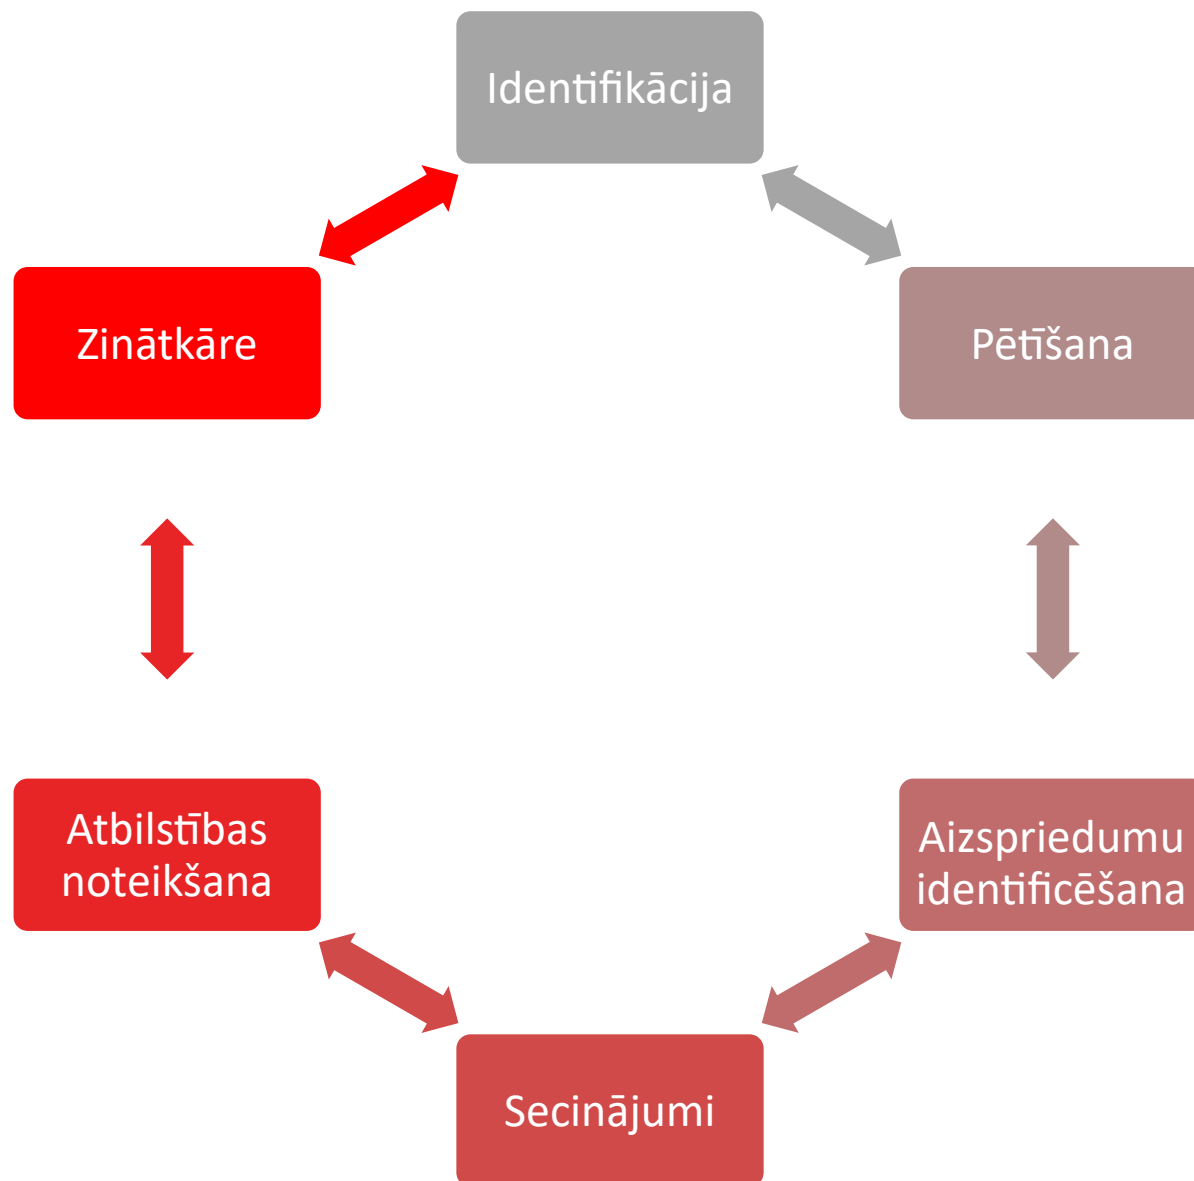 Identifikācija
Zinātkāre
Pētīšana
Atbilstības
noteikšana
Aizspriedumu
identificēšana
Secinājumi